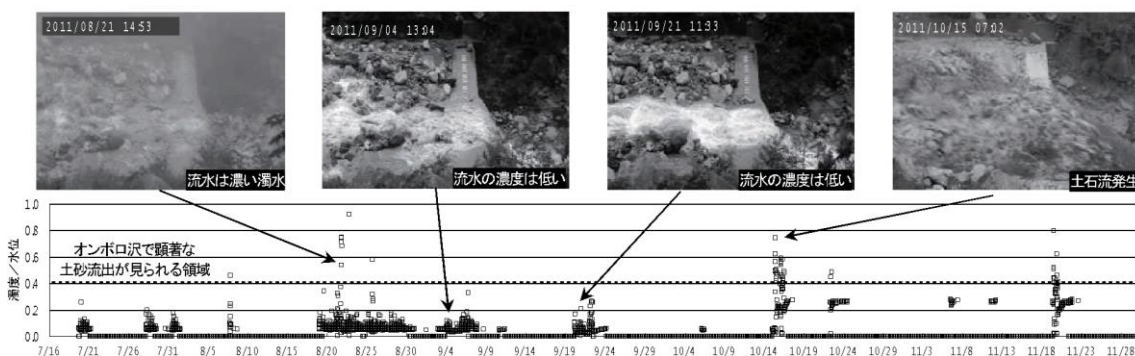 2011/08/21 14:53
2011/09/04 13:04
2011/09/21 11:33
2011/10/15 07:02
流水は濃い濁水
流水の濃度は低い
流水の濃度は低い
土石流発生
濁度／水位
1.0
0.8
0.6
0.4
0.2
0.0
オンボロ沢で顕著な
土砂流出が見られる領域
7/16 7/21 7/26 7/31 8/5 8/10 8/15 8/20 8/25 8/30 9/4 9/9 9/14 9/19 9/24 9/29 10/4 10/9 10/14 10/19 10/24 10/29 11/3 11/8 11/13 11/18 11/23 11/28